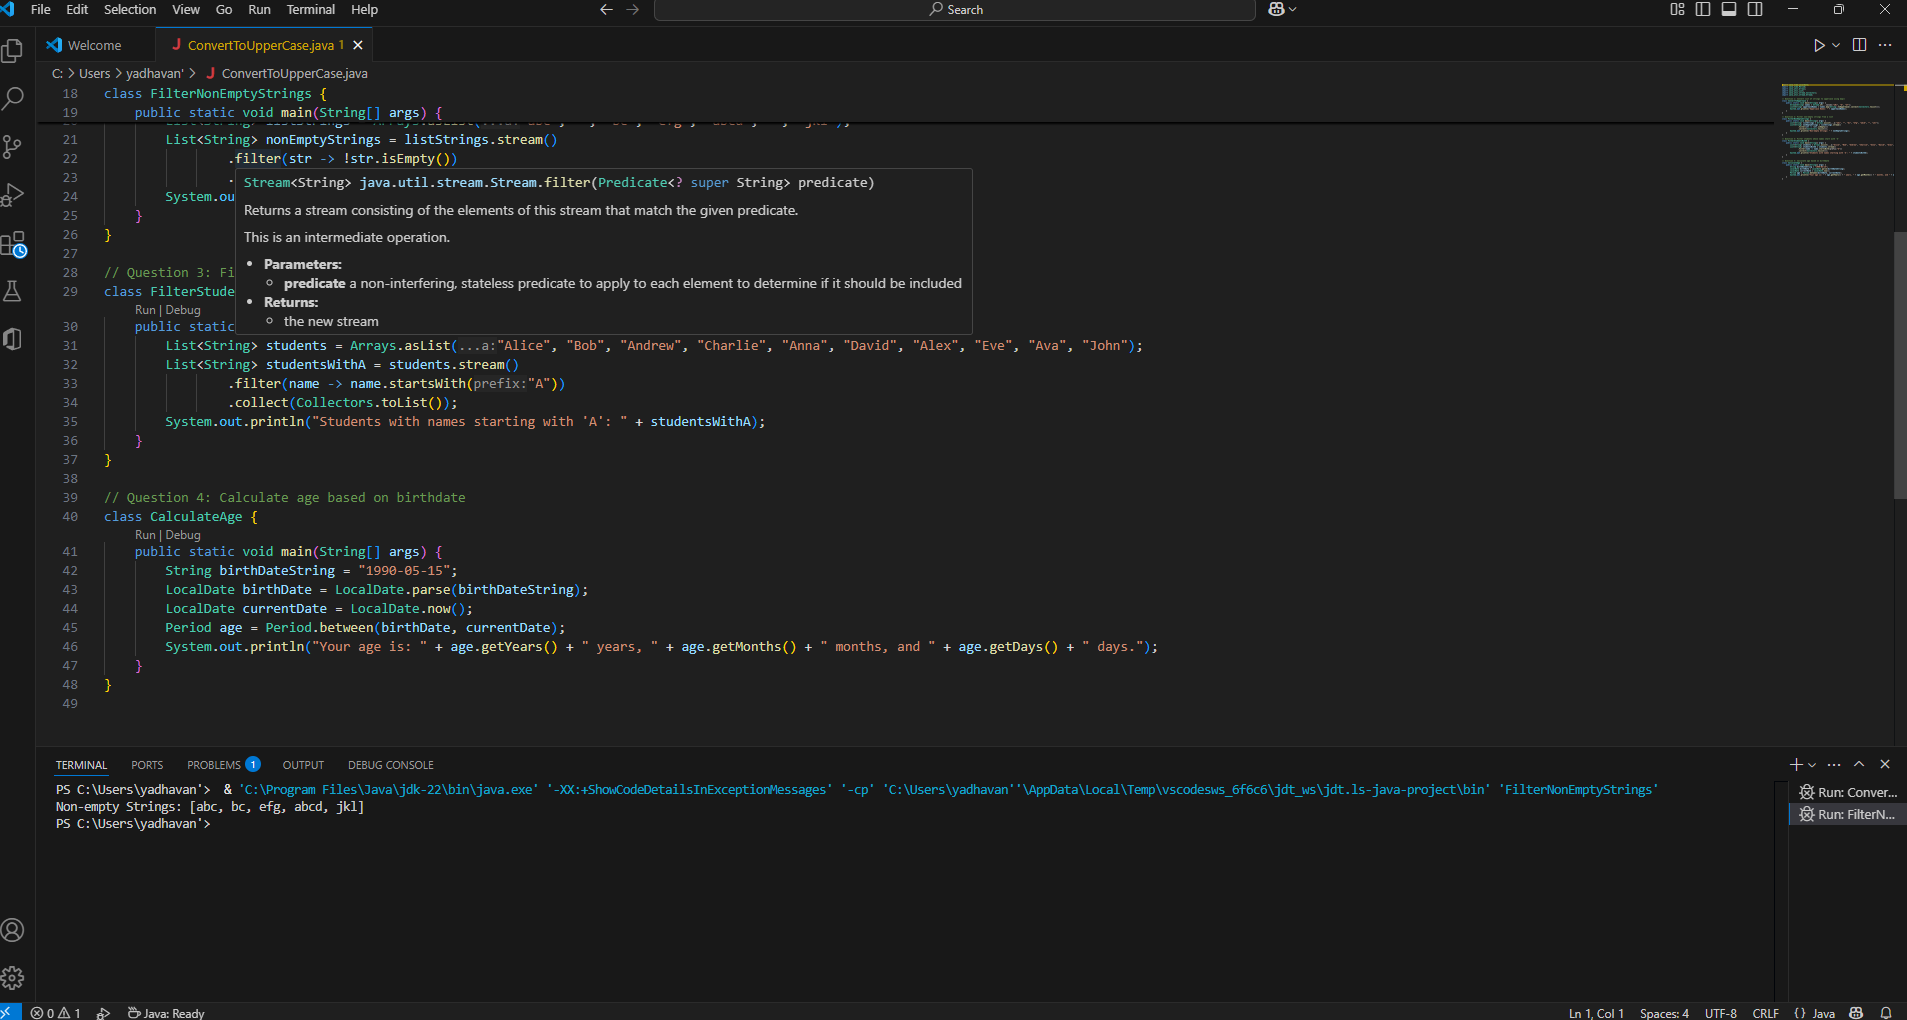 File Edit Selection View Go Run Terminal Help
Search
Welcome
J ConvertToUpperCase.java 1
C: > Users > yadhavan' > J ConvertToUpperCase.java
18 class FilterNonEmptyStrings {
19 public static void main(String[] args) {
21 List<String> nonEmptyStrings = listStrings.stream()
22 .filter(str -> !str.isEmpty())
23 .
24 System.ou
25 }
26 }
27
28 // Question 3: Fi
29 class FilterStude
Run | Debug
30 public static
Stream<String> java.util.stream.Stream.filter(Predicate<? super String> predicate)
Returns a stream consisting of the elements of this stream that match the given predicate.
This is an intermediate operation.
Parameters:
predicate a non-interfering, stateless predicate to apply to each element to determine if it should be included
Returns:
the new stream
31 List<String> students = Arrays.asList(...a:"Alice", "Bob", "Andrew", "Charlie", "Anna", "David", "Alex", "Eve", "Ava", "John");
32 List<String> studentsWithA = students.stream()
33 .filter(name -> name.startsWith(prefix:"A"))
34 .collect(Collectors.toList());
35 System.out.println("Students with names starting with 'A': " + studentsWithA);
36 }
37 }
38
39 // Question 4: Calculate age based on birthdate
40 class CalculateAge {
Run | Debug
41 public static void main(String[] args) {
42 String birthDateString = "1990-05-15";
43 LocalDate birthDate = LocalDate.parse(birthDateString);
44 LocalDate currentDate = LocalDate.now();
45 Period age = Period.between(birthDate, currentDate);
46 System.out.println("Your age is: " + age.getYears() + " years, " + age.getMonths() + " months, and " + age.getDays() + " days.");
47 }
48 }
49
TERMINAL PORTS PROBLEMS 1 OUTPUT DEBUG CONSOLE
PS C:\Users\yadhavan'> & 'C:\Program Files\Java\jdk-22\bin\java.exe' '-XX:+ShowCodeDetailsInExceptionMessages' '-cp' 'C:\Users\yadhavan''\AppData\Local\Temp\vscodesws_6f6c6\jdt_ws\jdt.ls-java-project\bin' 'FilterNonEmptyStrings'
Non-empty Strings: [abc, bc, efg, abcd, jkl]
PS C:\Users\yadhavan'>
Run: Conver...
Run: FilterN...
0 1 Java: Ready
Ln 1, Col 1 Spaces: 4 UTF-8 CRLF {} Java